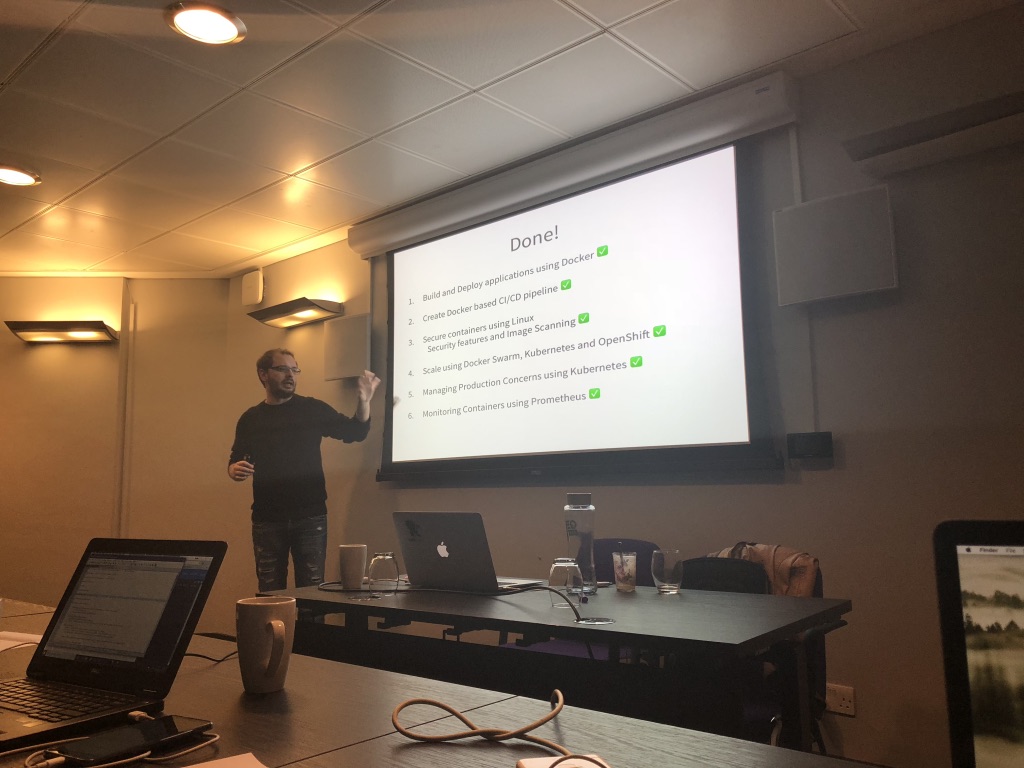 Done!
1. Build and Deploy applications using Docker ✅
2. Create Docker based CI/CD pipeline ✅
3. Secure containers using Linux
Security features and Image Scanning ✅
4. Scale using Docker Swarm, Kubernetes and OpenShift ✅
5. Managing Production Concerns using Kubernetes ✅
6. Monitoring Containers using Prometheus ✅
Finder File